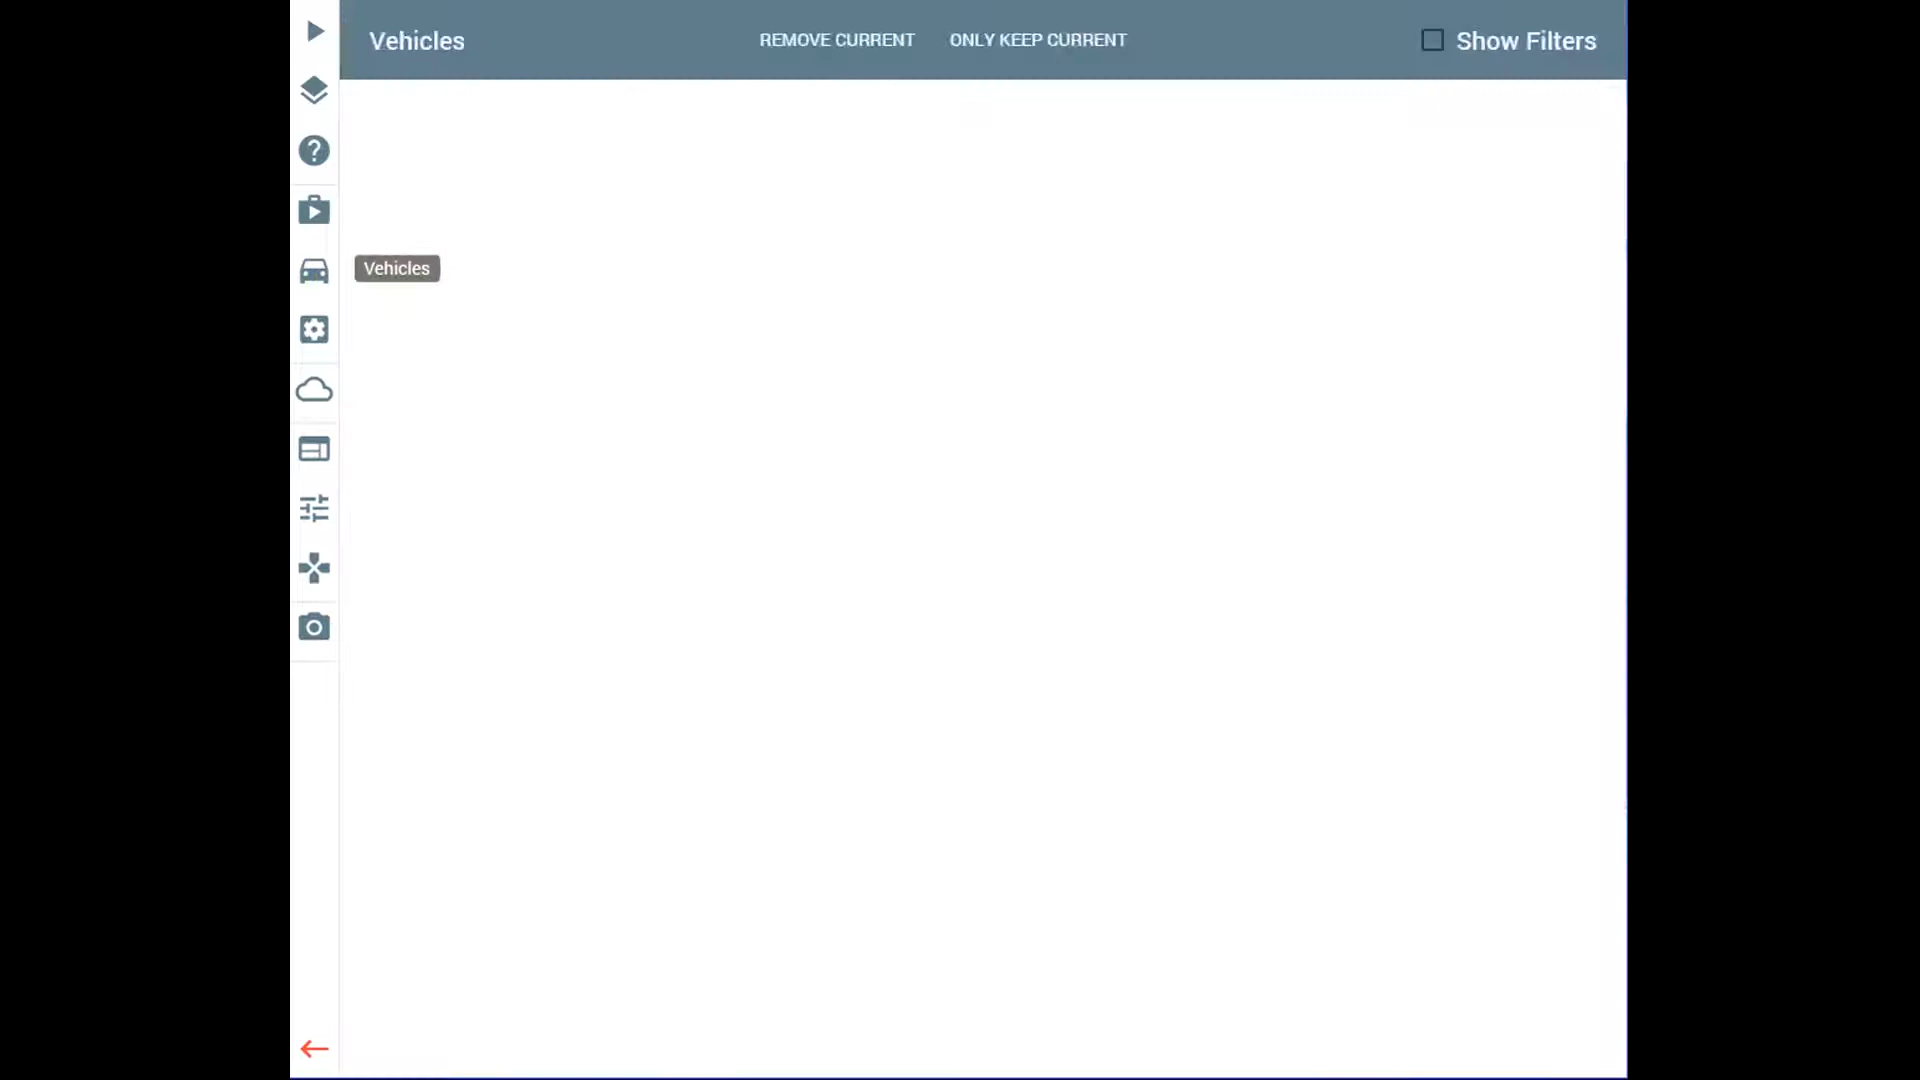 Vehicles
REMOVE CURRENT
ONLY KEEP CURRENT
Show Filters
Vehicles